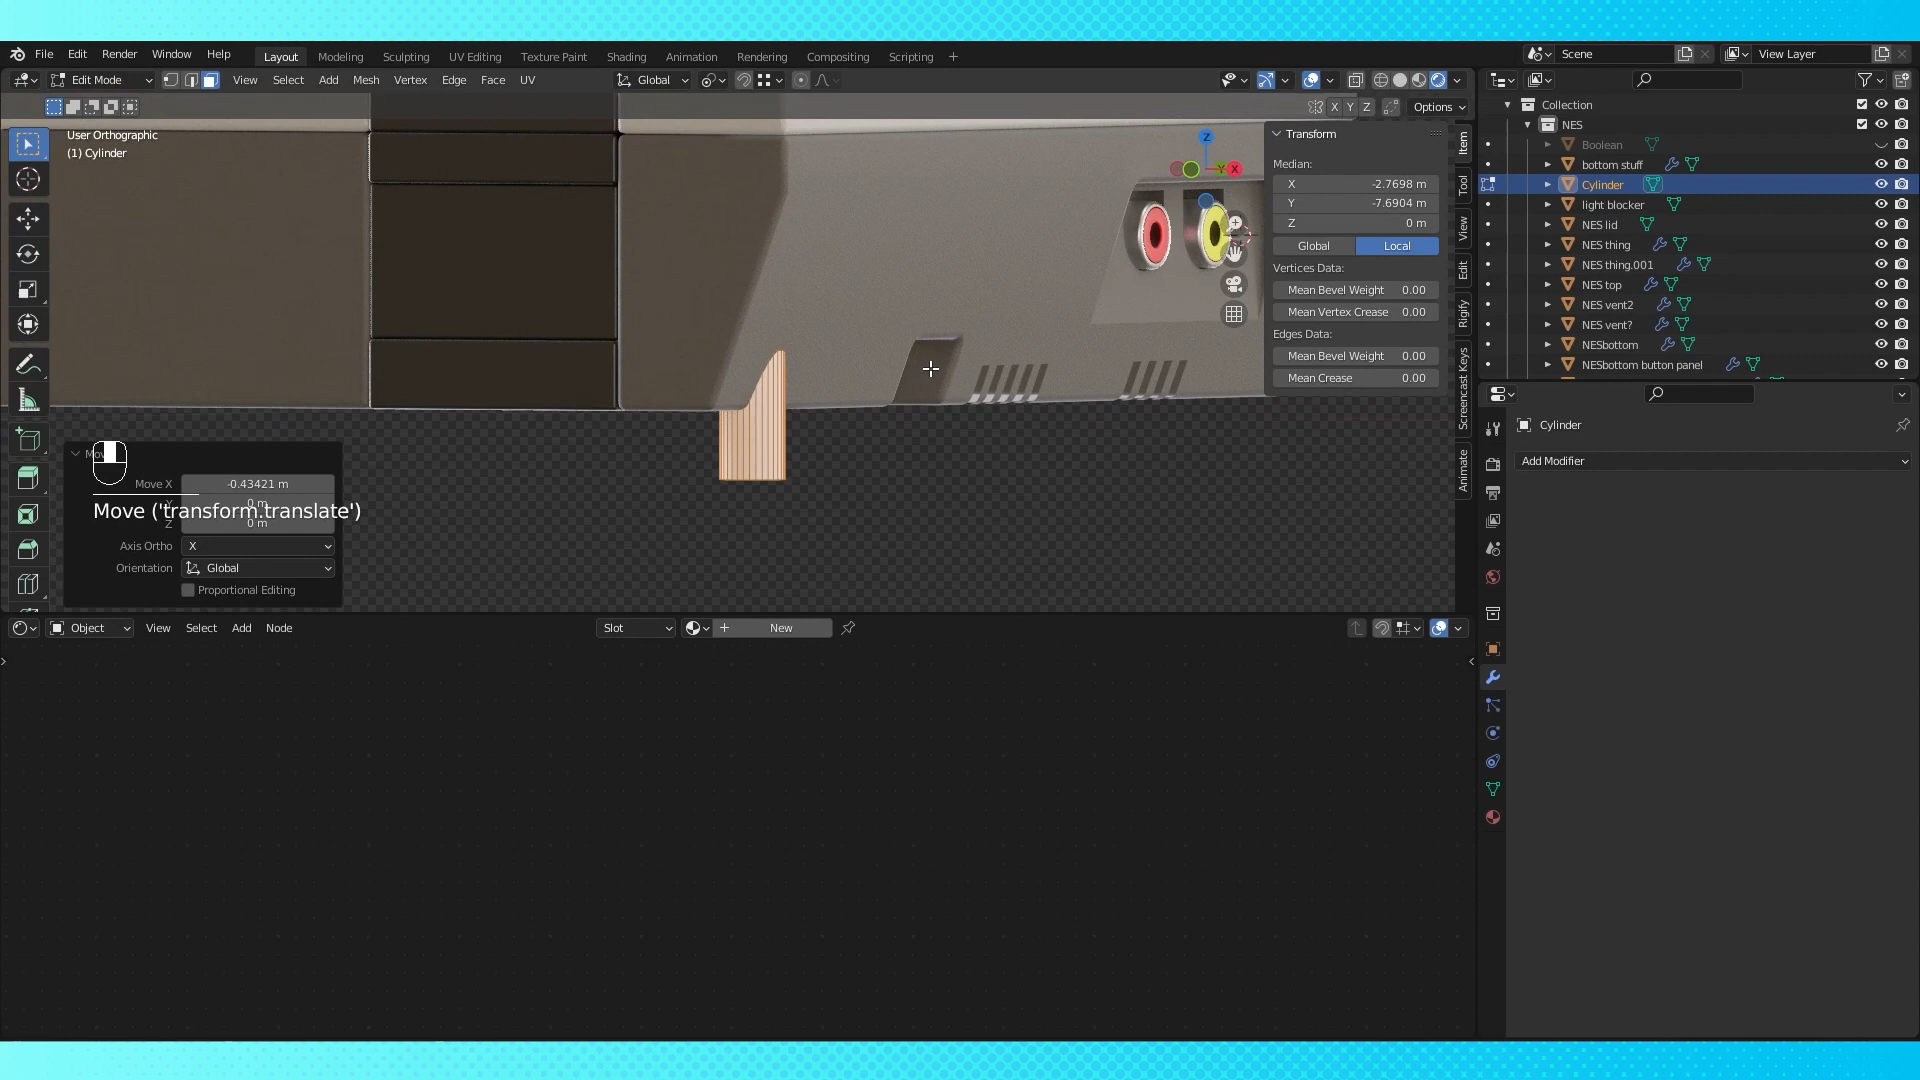 File Edit Render Window Help Layout Modeling Sculpting UV Editing Texture Paint Shading Animation Rendering Compositing Scripting + Scene View Layer
Edit Mode View Select Add Mesh Vertex Edge Face UV Global
X Y Z Options
User Orthographic
(1) Cylinder
Z
Y X
Transform
Median:
X -2.7698 m
Y -7.6904 m
Z 0 m
Global Local
Vertices Data:
Mean Bevel Weight 0.00
Mean Vertex Crease 0.00
Edges Data:
Mean Bevel Weight 0.00
Mean Crease 0.00
Item
Tool
View
Edit
Rigify
Screencast Keys
Animate
Collection
NES
Boolean
bottom stuff
Cylinder
light blocker
NES lid
NES thing
NES thing.001
NES top
NES vent2
NES vent?
NESbottom
NESbottom button panel
Cylinder
Add Modifier
Move X -0.43421 m
0 m
Move ('transform.translate')
Z 0 m
Axis Ortho X
Orientation Global
Proportional Editing
Object View Select Add Node Slot New